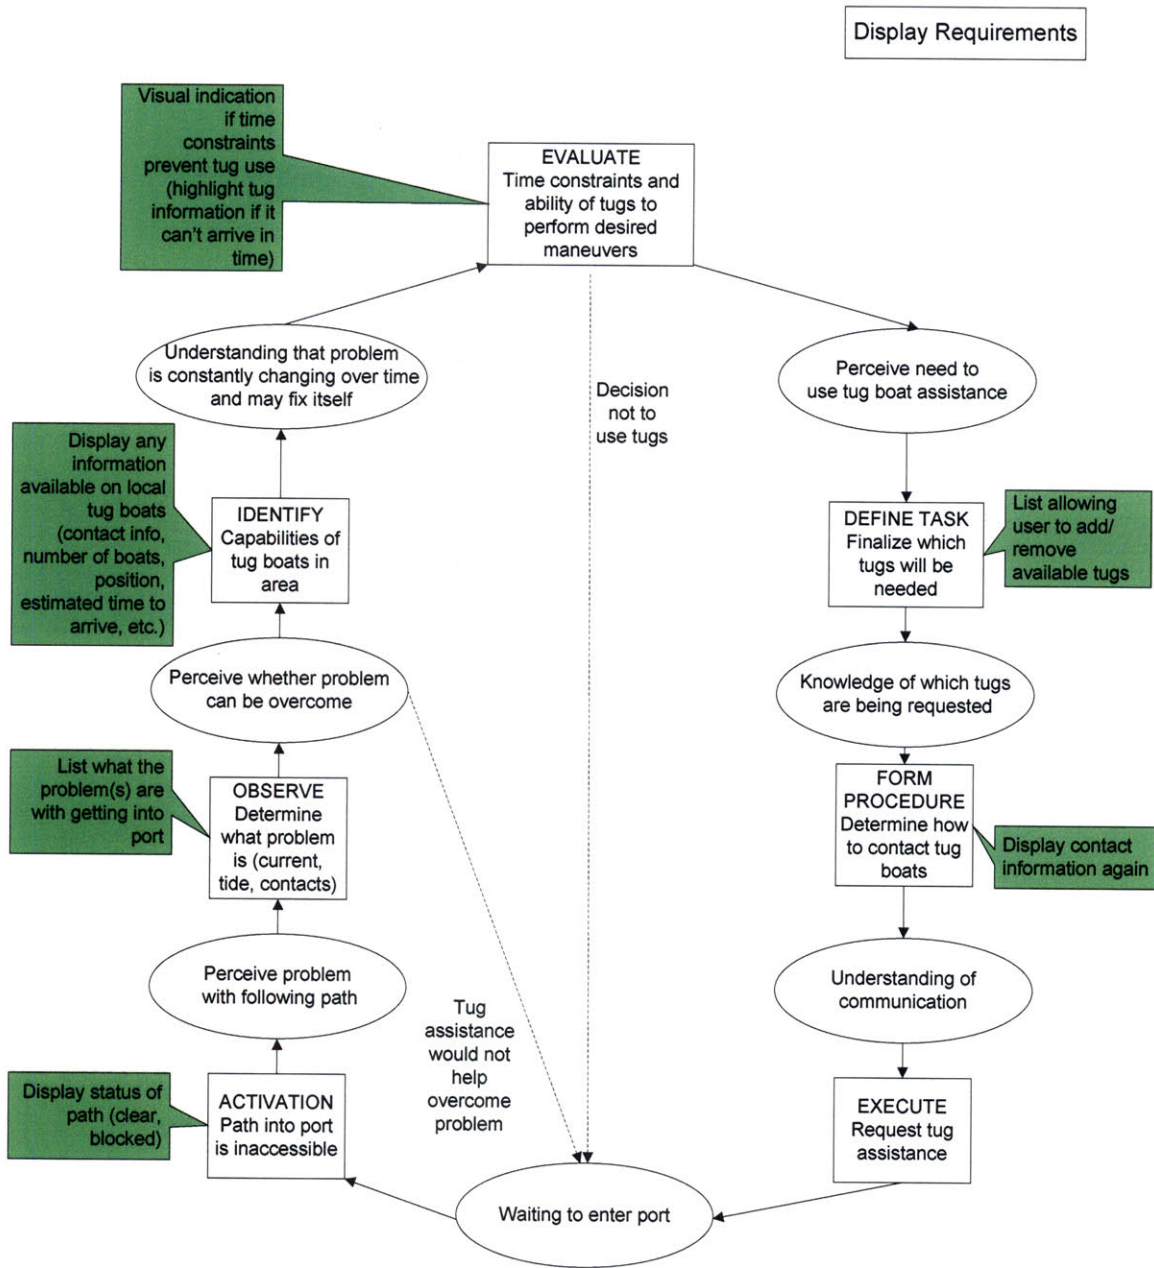 Display Requirements
Visual indication
if time
constraints
prevent tug use
(highlight tug
information if it
can't arrive in
time)
EVALUATE
Time constraints and
ability of tugs to
perform desired
maneuvers
Understanding that problem
is constantly changing over time
and may fix itself
Decision
not to
use tugs
Perceive need to
use tug boat assistance
Display any
information
available on local
tug boats
(contact info,
number of boats,
position,
estimated time to
arrive, etc.)
IDENTIFY
Capabilities of
tug boats in
area
DEFINE TASK
Finalize which
tugs will be
needed
List allowing
user to add/
remove
available tugs
Perceive whether problem
can be overcome
Knowledge of which tugs
are being requested
List what the
problem(s) are
with getting into
port
OBSERVE
Determine
what problem
is (current,
tide, contacts)
FORM
PROCEDURE
Determine how
to contact tug
boats
Display contact
information again
Perceive problem
with following path
Understanding of
communication
Tug
assistance
would not
help
overcome
problem
Display status of
path (clear,
blocked)
ACTIVATION
Path into port
is inaccessible
EXECUTE
Request tug
assistance
Waiting to enter port